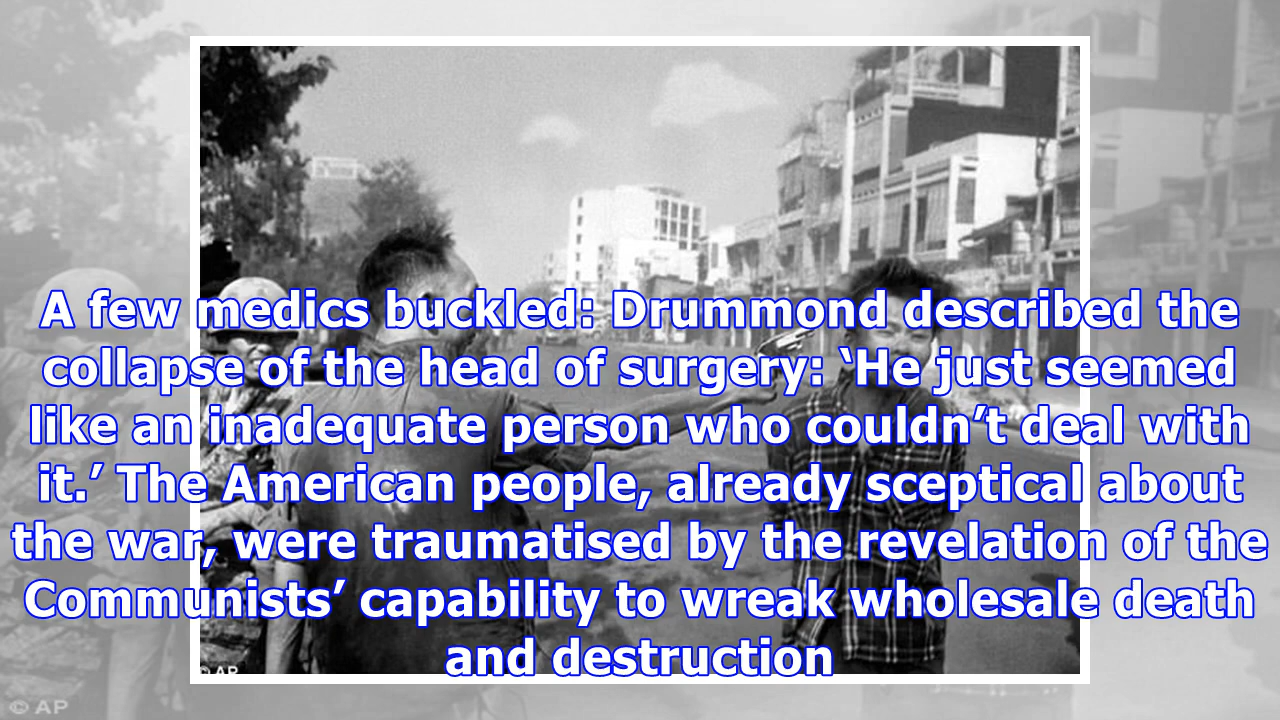 A few medics buckled: Drummond described the
collapse of the head of surgery: ‘He just seemed
like an inadequate person who couldn’t deal with
it.’ The American people, already sceptical about
the war, were traumatised by the revelation of the
Communists’ capability to wreak wholesale death
and destruction
© AP
© AP